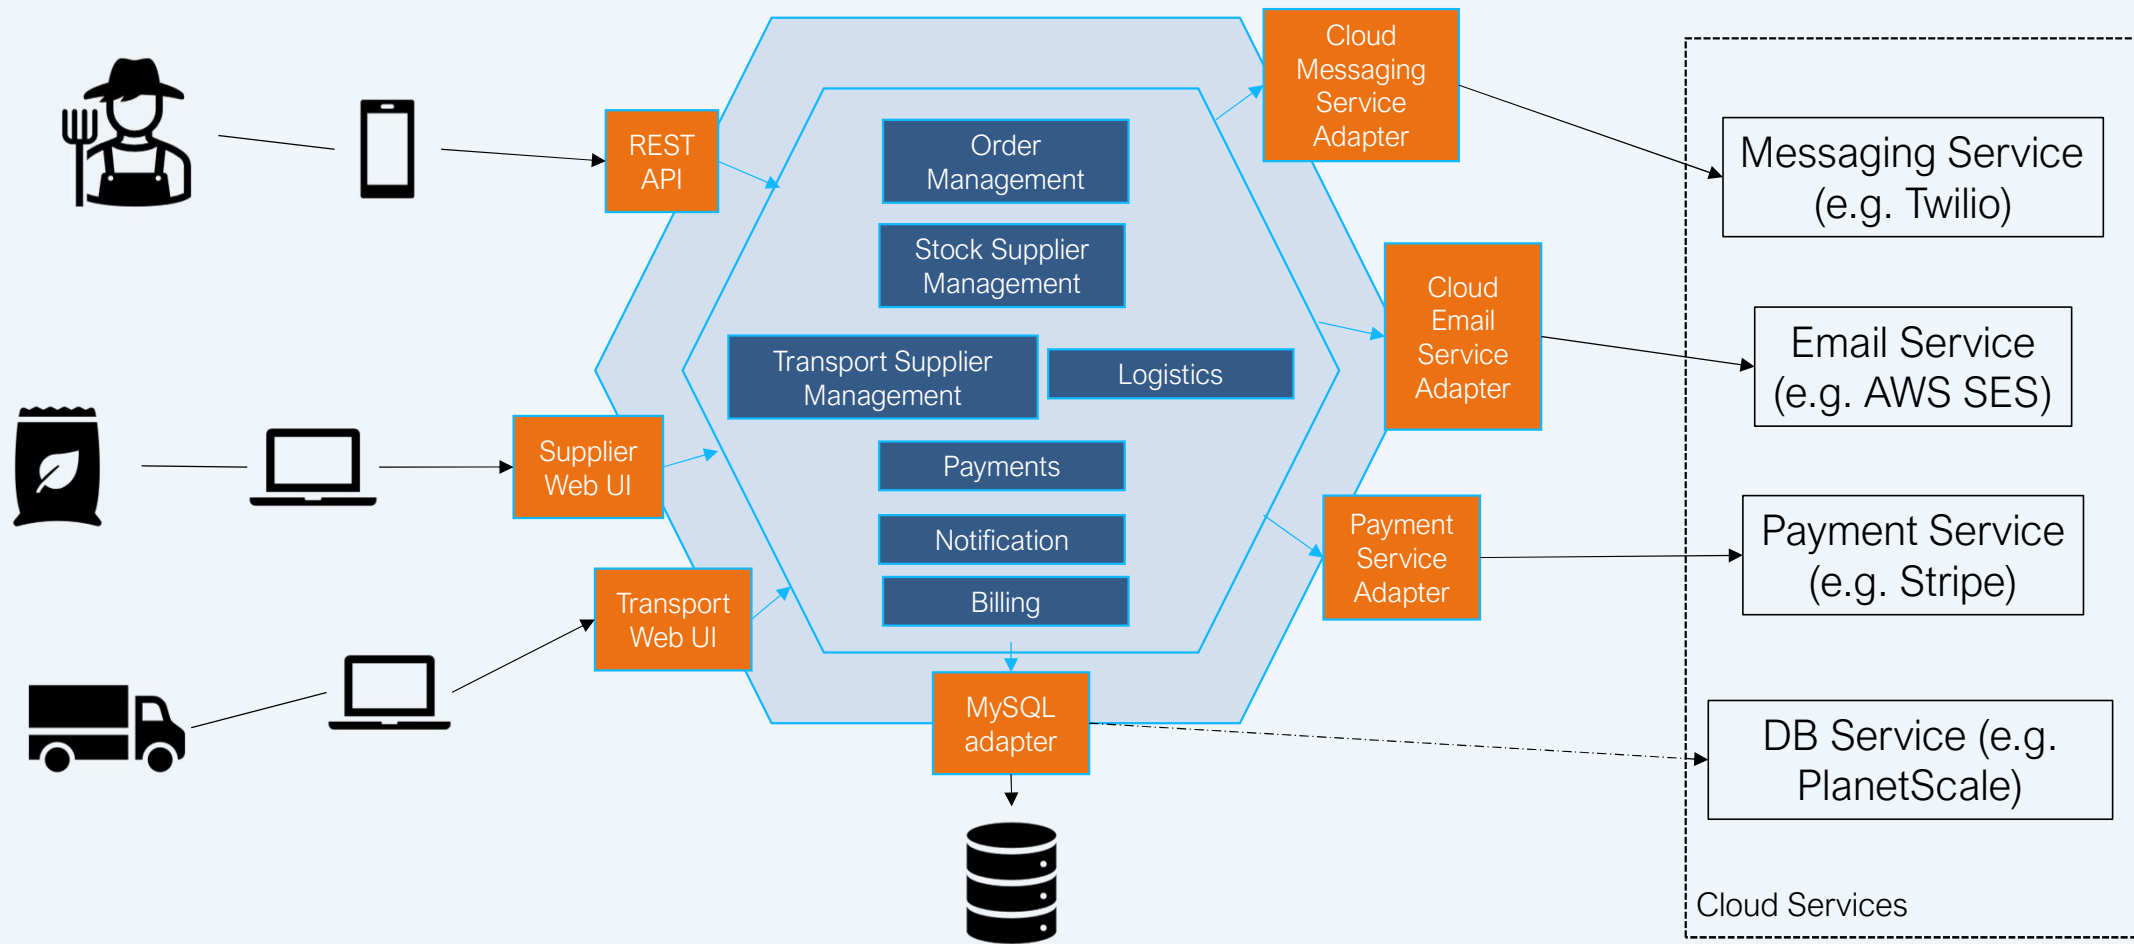 Cloud
Messaging
Service
Adapter
REST
API
Order
Management
Messaging Service
(e.g. Twilio)
Stock Supplier
Management
Cloud
Email
Service
Adapter
Email Service
(e.g. AWS SES)
Transport Supplier
Management
Logistics
Supplier
Web UI
Payments
Payment
Service
Adapter
Payment Service
(e.g. Stripe)
Notification
Transport
Web UI
Billing
MySQL
adapter
DB Service (e.g.
PlanetScale)
Cloud Services